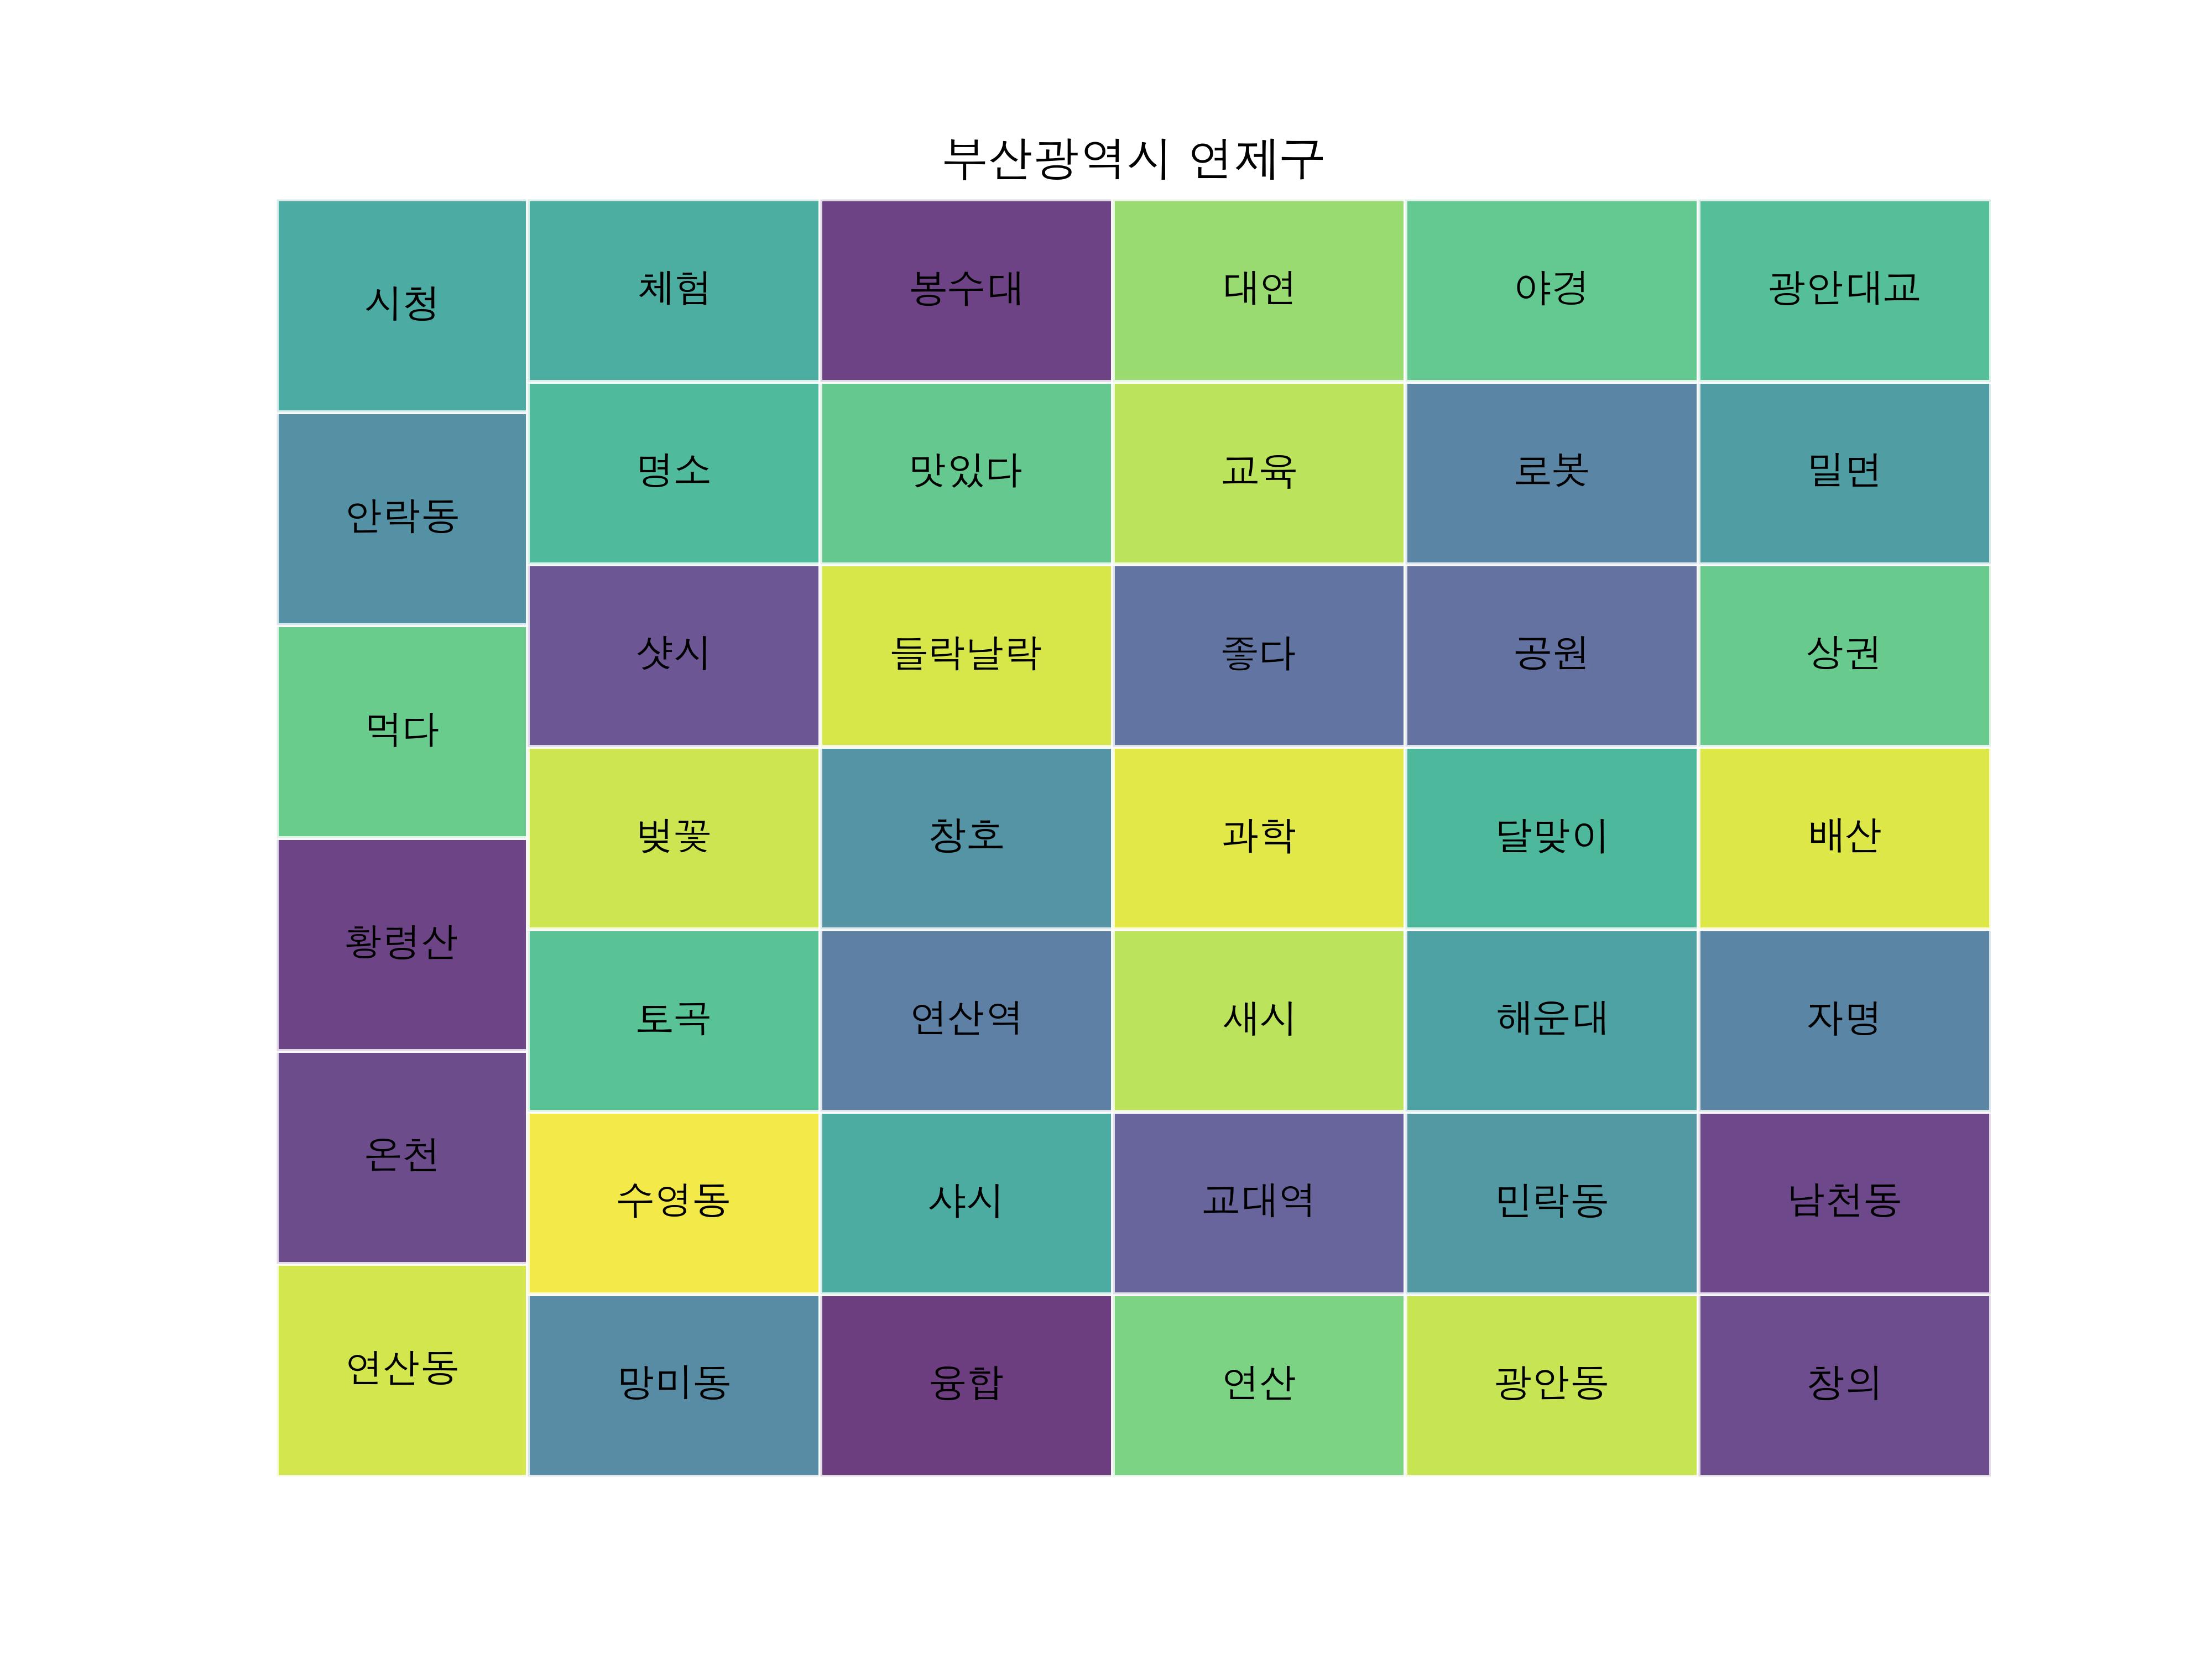 부산광역시 연제구
시청
체험
봉수대
대연
야경
광안대교
명소
맛있다
교육
로봇
밀면
안락동
샷시
들락날락
좋다
공원
상권
먹다
벚꽃
창호
과학
달맞이
배산
황령산
토곡
연산역
새시
해운대
자명
온천
수영동
샤시
교대역
민락동
남천동
연산동
망미동
융합
연산
광안동
창의